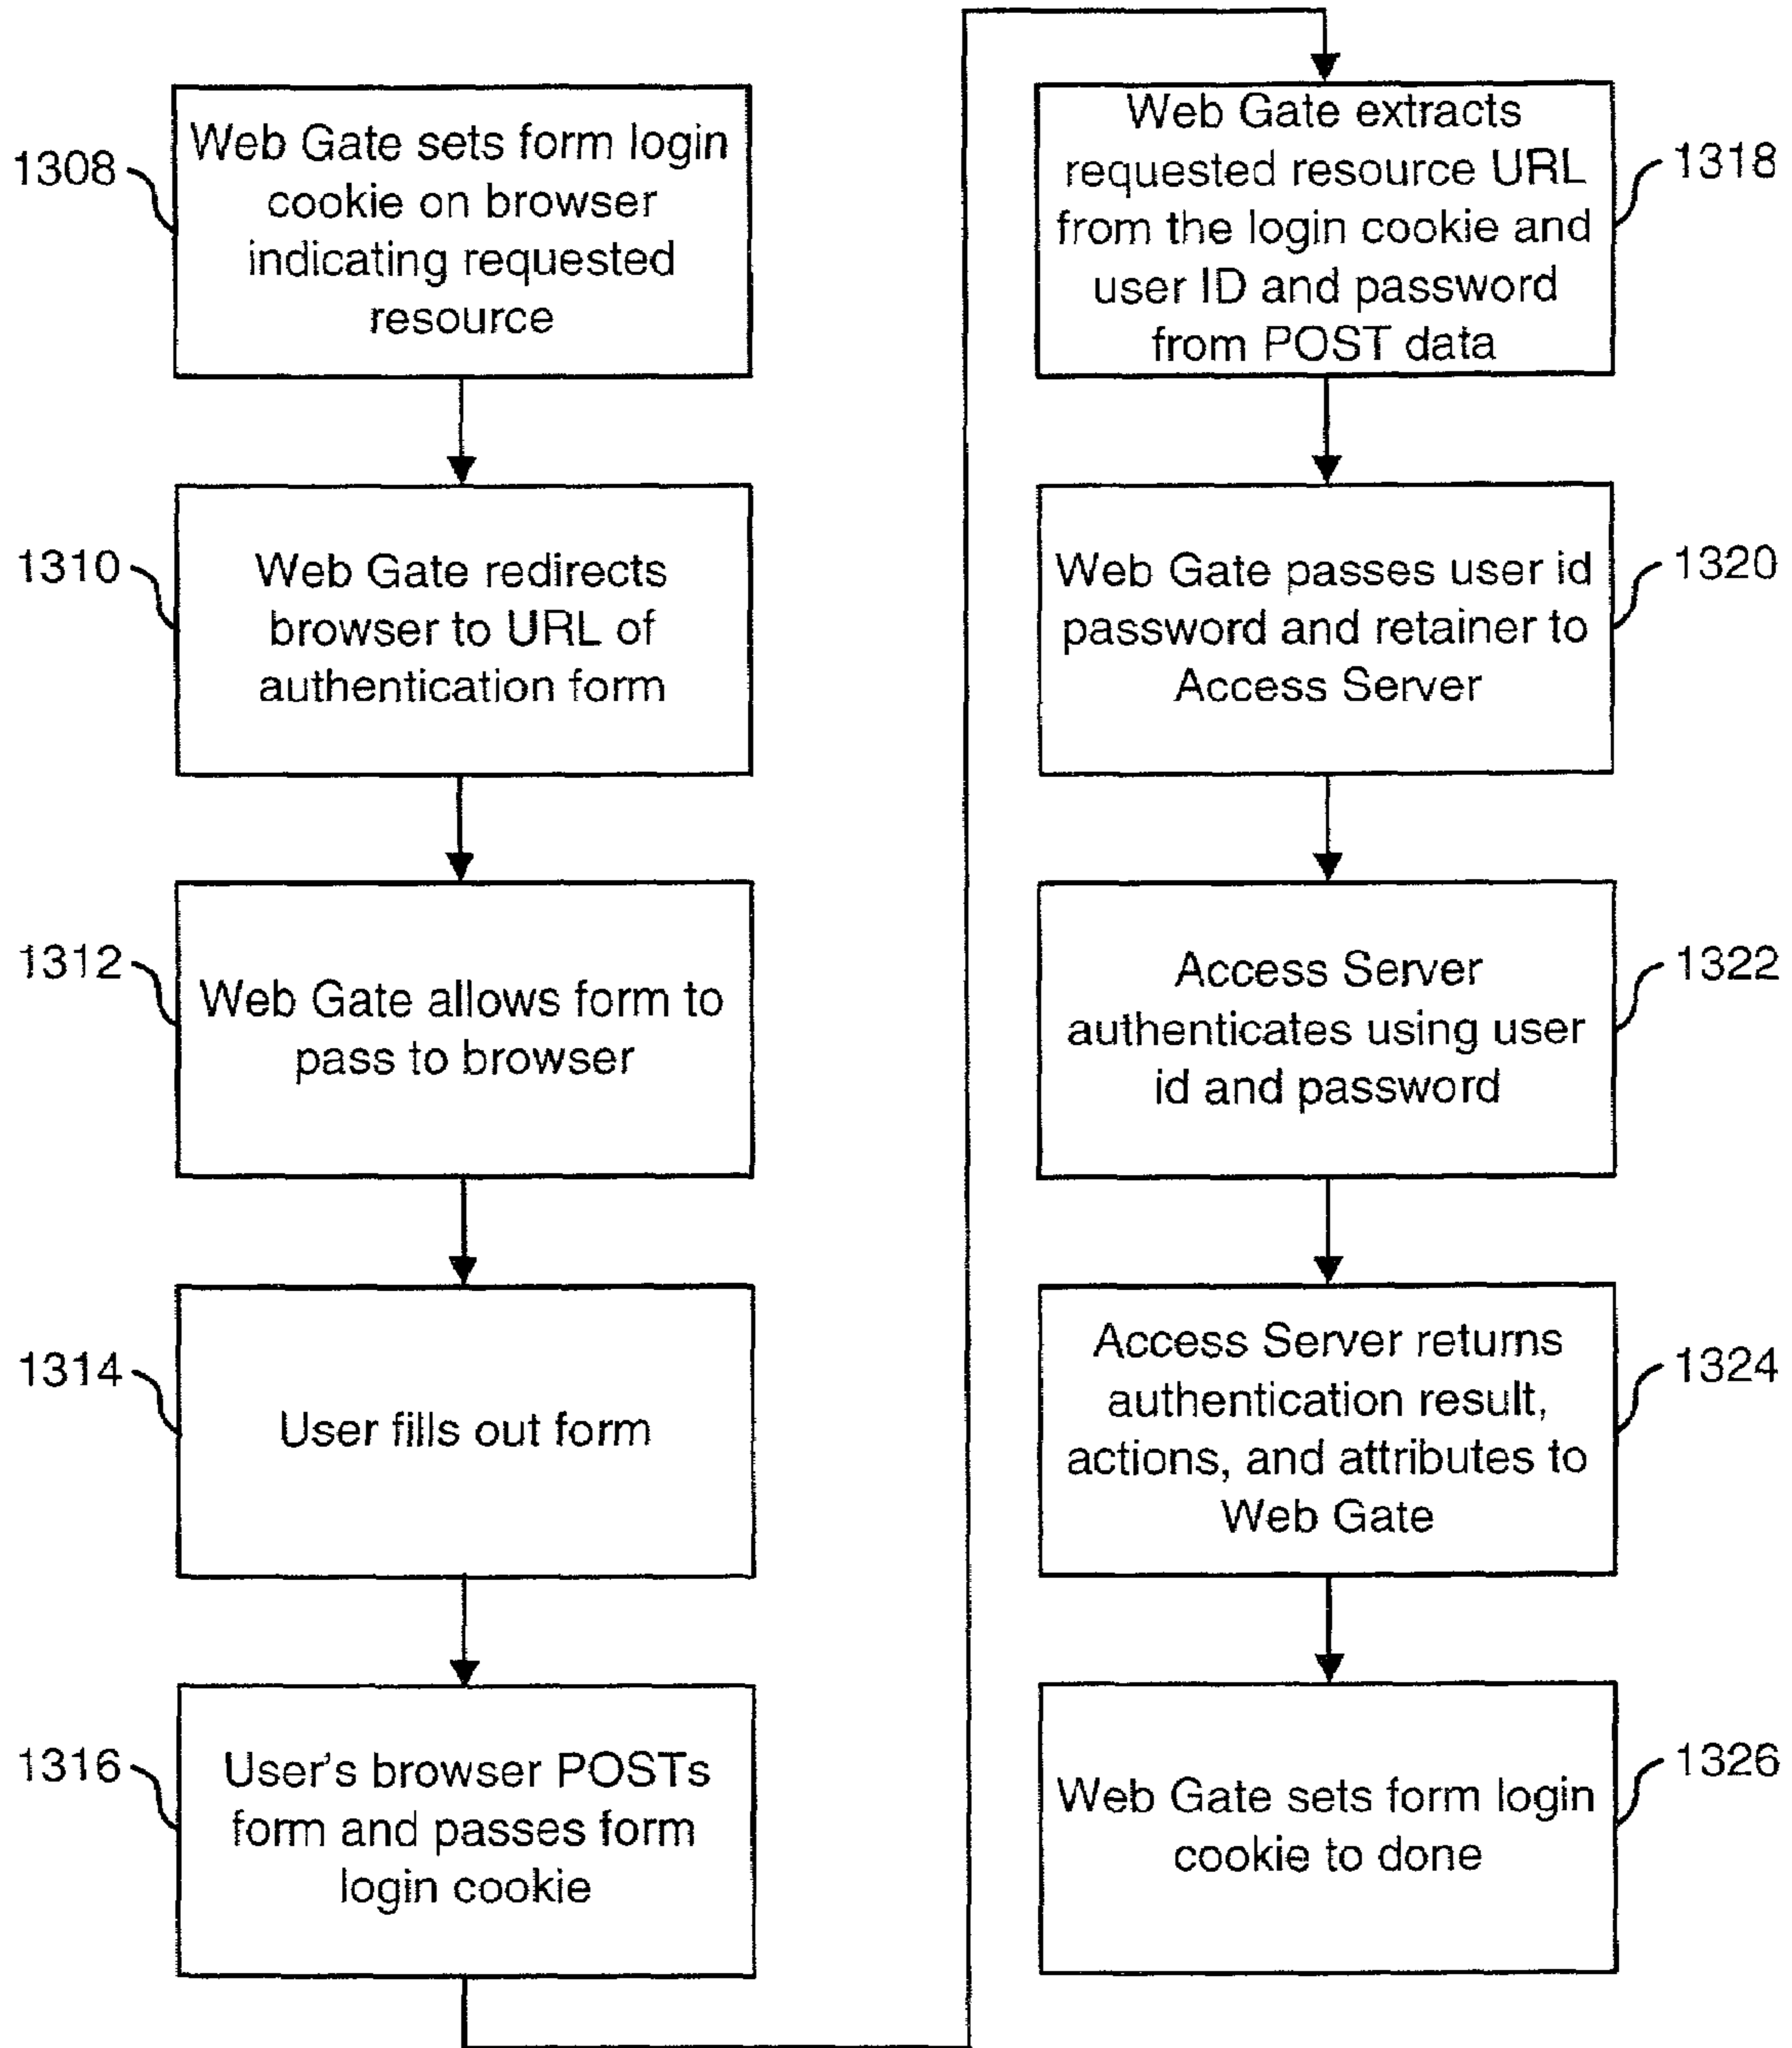 1308
Web Gate sets form login
cookie on browser
indicating requested
resource
1310
Web Gate redirects
browser to URL of
authentication form
1312
Web Gate allows form to
pass to browser
1314
User fills out form
1316
User's browser POSTs
form and passes form
login cookie
Web Gate extracts
requested resource URL
from the login cookie and
user ID and password
from POST data
1318
Web Gate passes user id
password and retainer to
Access Server
1320
Access Server
authenticates using user
id and password
1322
Access Server returns
authentication result,
actions, and attributes to
Web Gate
1324
Web Gate sets form login
cookie to done
1326